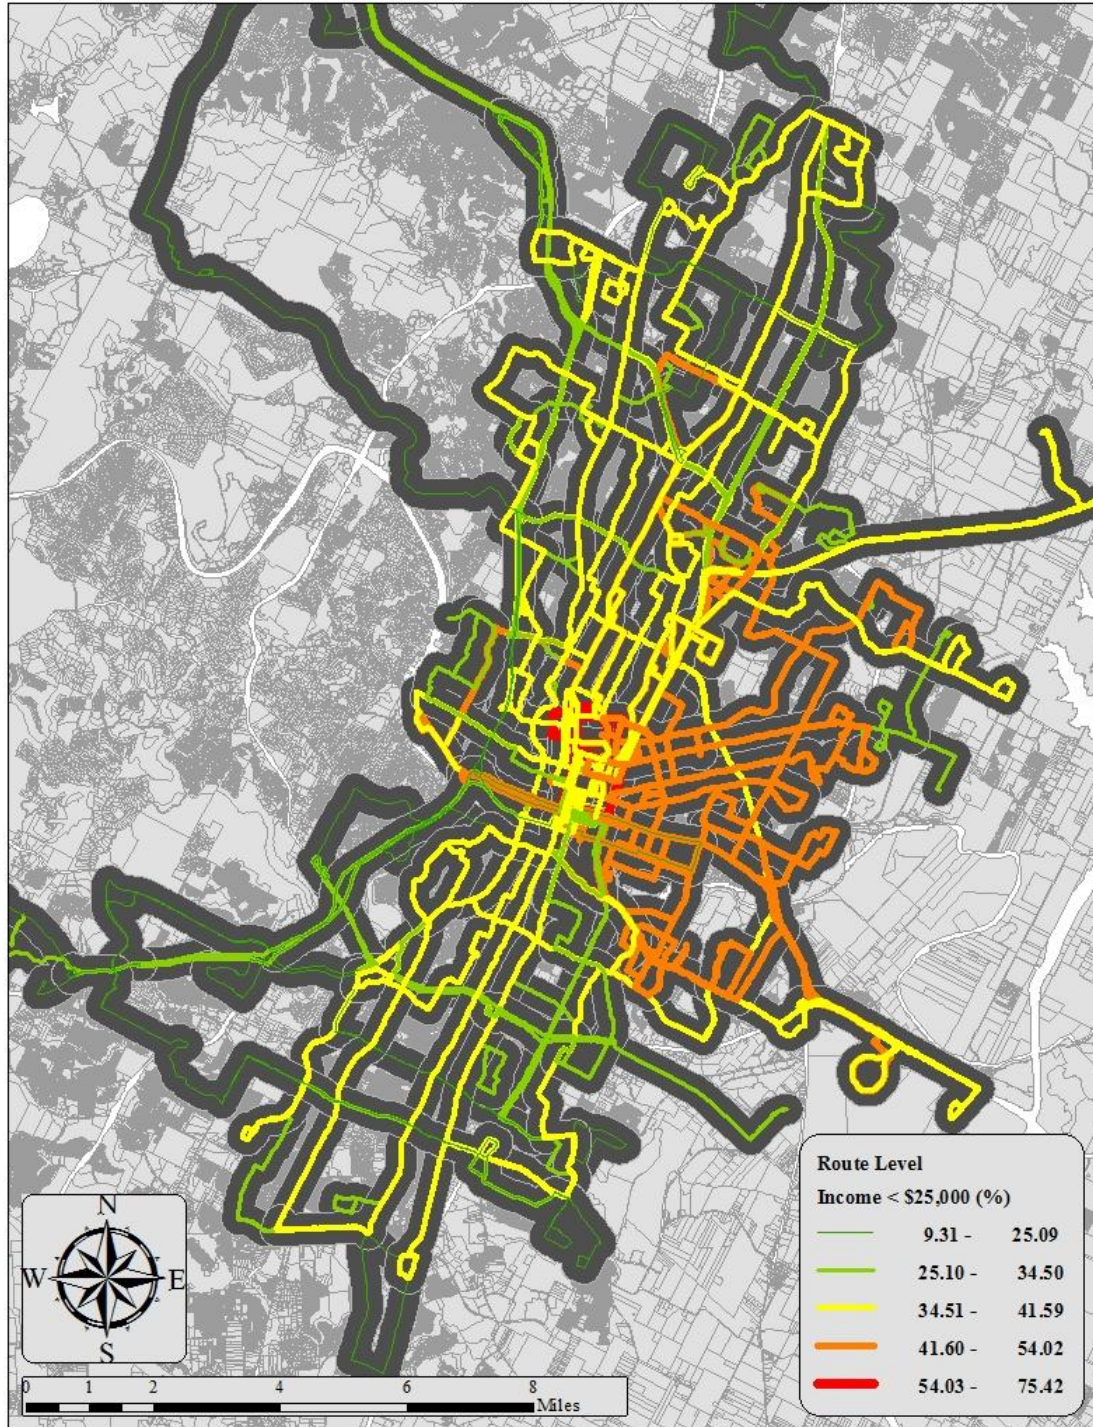 Route Level
Income < $25,000 (%)
9.31 - 25.09
25.10 - 34.50
34.51 - 41.59
41.60 - 54.02
54.03 - 75.42
N
W E
S
0 1 2 4 6 8
Miles